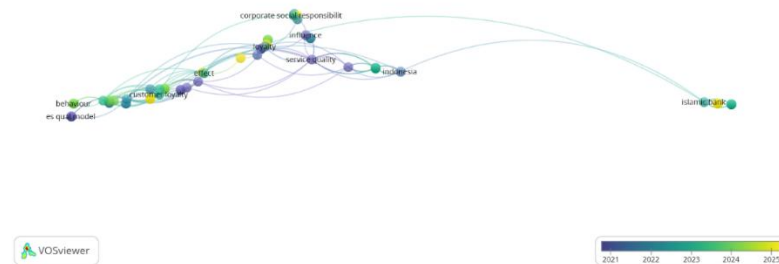 corporate social responsibilit
influence
loyalty
service quality
effect
indonesia
customer loyalty
behaviour
islamic bank
es qual model
VOSviewer
2021 2022 2023 2024 2025